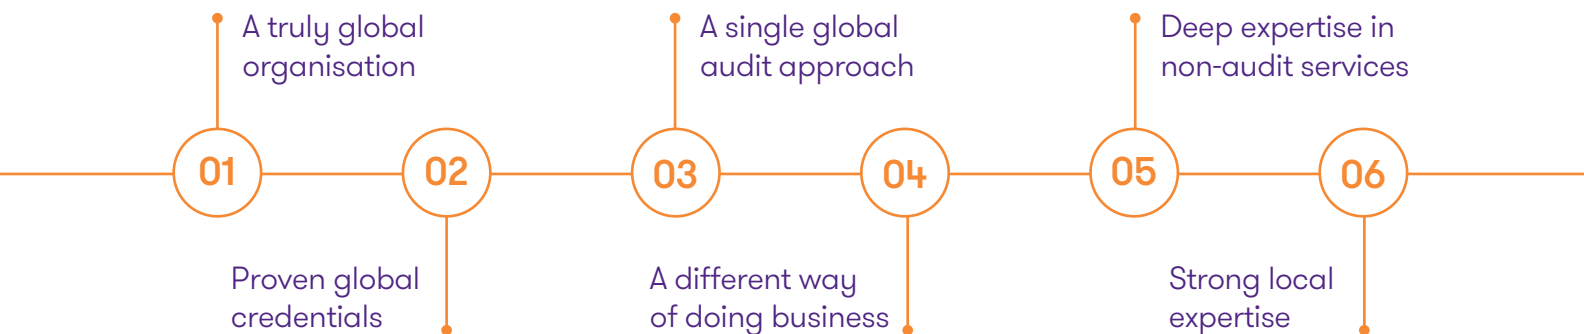 A truly global
organisation
A single global
audit approach
Deep expertise in
non-audit services
01
02
03
04
05
06
Proven global
credentials
A different way
of doing business
Strong local
expertise